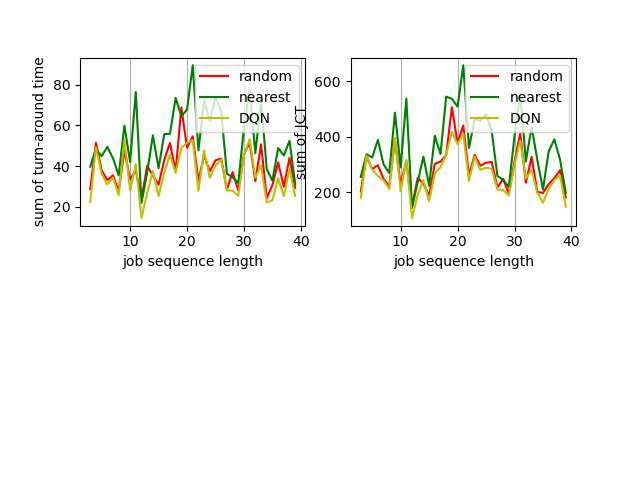 sum of turn-around time
80
60
40
20
10
20
30
40
job sequence length
random
nearest
DQN
sum of JCT
600
400
200
10
20
30
40
job sequence length
random
nearest
DQN